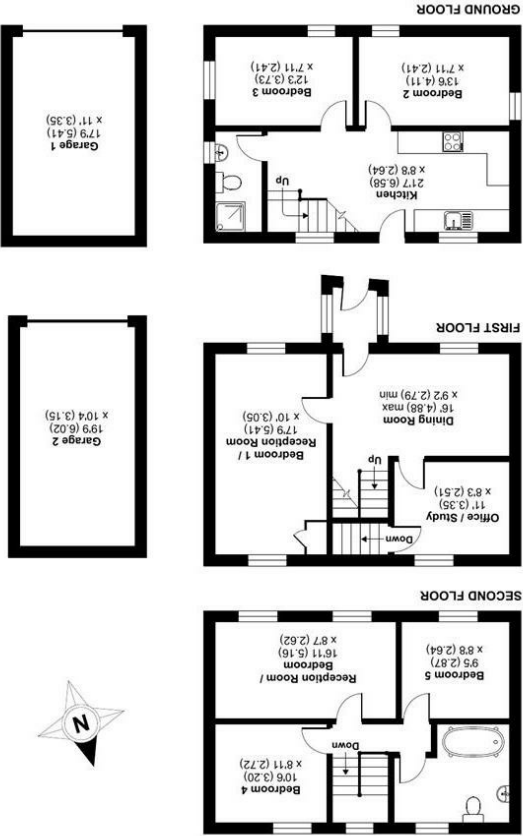 Bedroom 4
10'6 (3.20)
x 8'11 (2.72)
Down
Bedroom 5
9'5 (2.87)
x 8'8 (2.64)
Reception Room /
Bedroom
16'11 (5.16)
x 8'7 (2.62)
N
SECOND FLOOR
Down
Office / Study
11' (3.35)
x 8'3 (2.51)
Up
Dining Room
16' (4.88) max
x 9'2 (2.79) min
Bedroom 1 /
Reception Room
17'9 (5.41)
x 10' (3.05)
Garage 2
19'9 (6.02)
x 10'4 (3.15)
FIRST FLOOR
Kitchen
21'7 (6.58)
x 8'8 (2.64)
Up
Bedroom 2
13'6 (4.11)
x 7'11 (2.41)
Bedroom 3
12'3 (3.73)
x 7'11 (2.41)
Garage 1
17'9 (5.41)
x 11' (3.35)
GROUND FLOOR